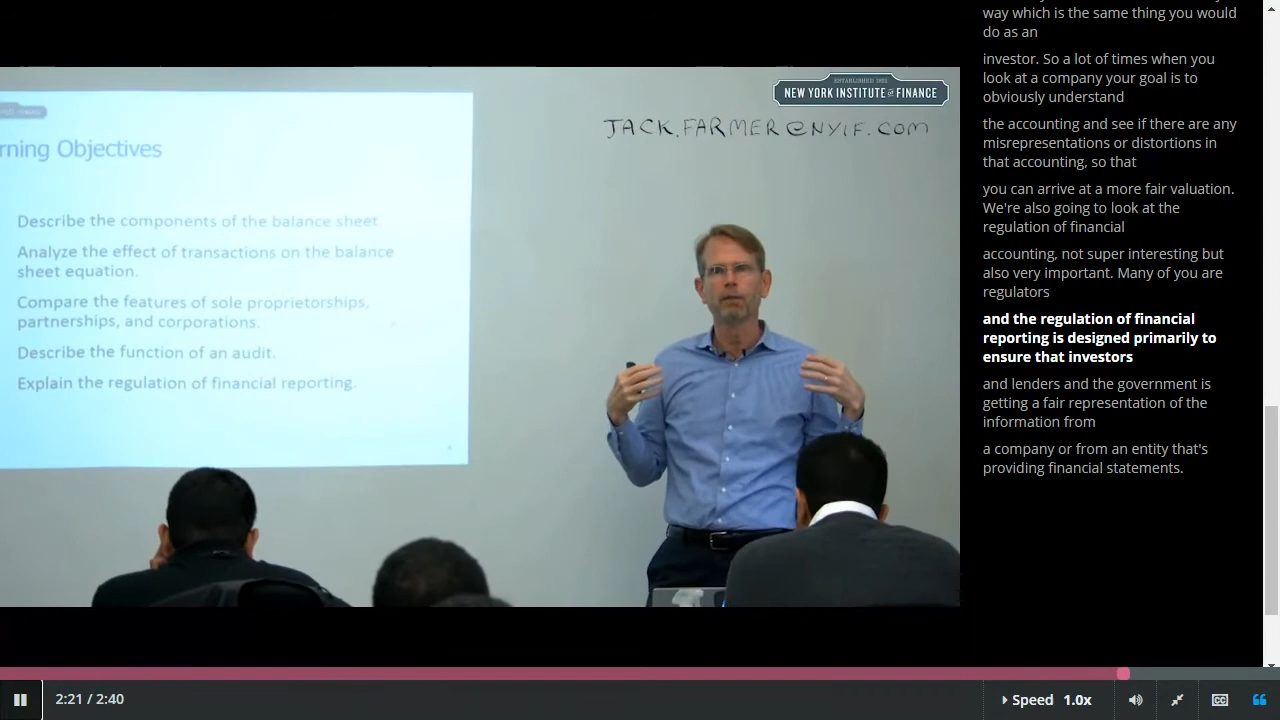 way which is the same thing you would
do as an
investor. So a lot of times when you
look at a company your goal is to
obviously understand
the accounting and see if there are any
misrepresentations or distortions in
that accounting, so that
you can arrive at a more fair valuation.
We're also going to look at the
regulation of financial
accounting, not super interesting but
also very important. Many of you are
regulators
and the regulation of financial
reporting is designed primarily to
ensure that investors
and lenders and the government is
getting a fair representation of the
information from
a company or from an entity that's
providing financial statements.
NEW YORK INSTITUTE OF FINANCE
JACK.FARMER@NYIF.COM
rning Objectives
Describe the components of the balance sheet.
Analyze the effect of transactions on the balance
sheet equation.
Compare the features of sole proprietorships,
partnerships, and corporations.
Describe the function of an audit.
Explain the regulation of financial reporting.
2:21 / 2:40
Speed 1.0x
CC